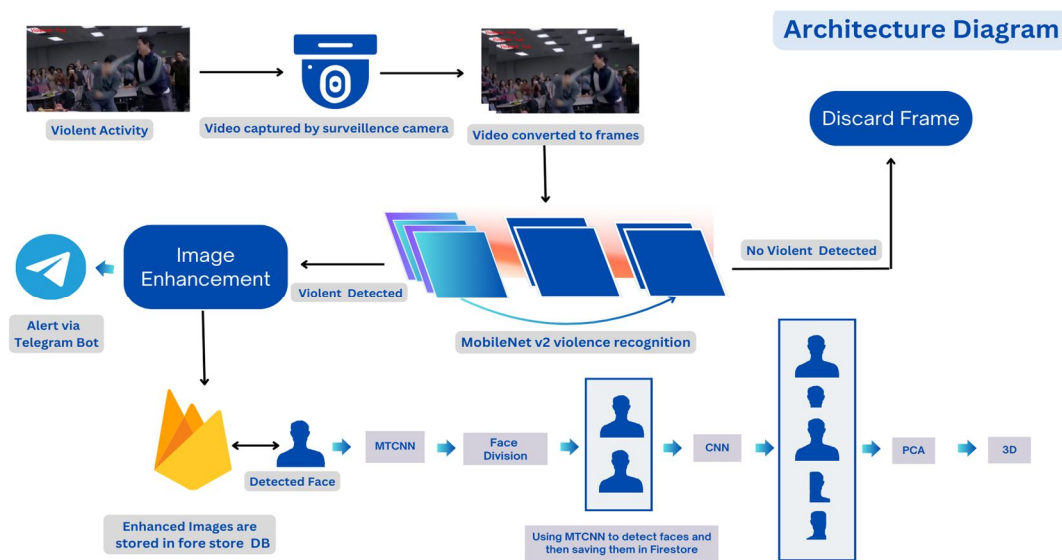 Architecture Diagram
Violent Activity
Video captured by surveillence camera
Video converted to frames
Discard Frame
Image
Enhancement
Violent Detected
No Violent Detected
Alert via
Telegram Bot
MobileNet v2 violence recognition
MTCNN
Face
Division
CNN
PCA
3D
Detected Face
Enhanced Images are
stored in fore store DB
Using MTCNN to detect faces and
then saving them in Firestore